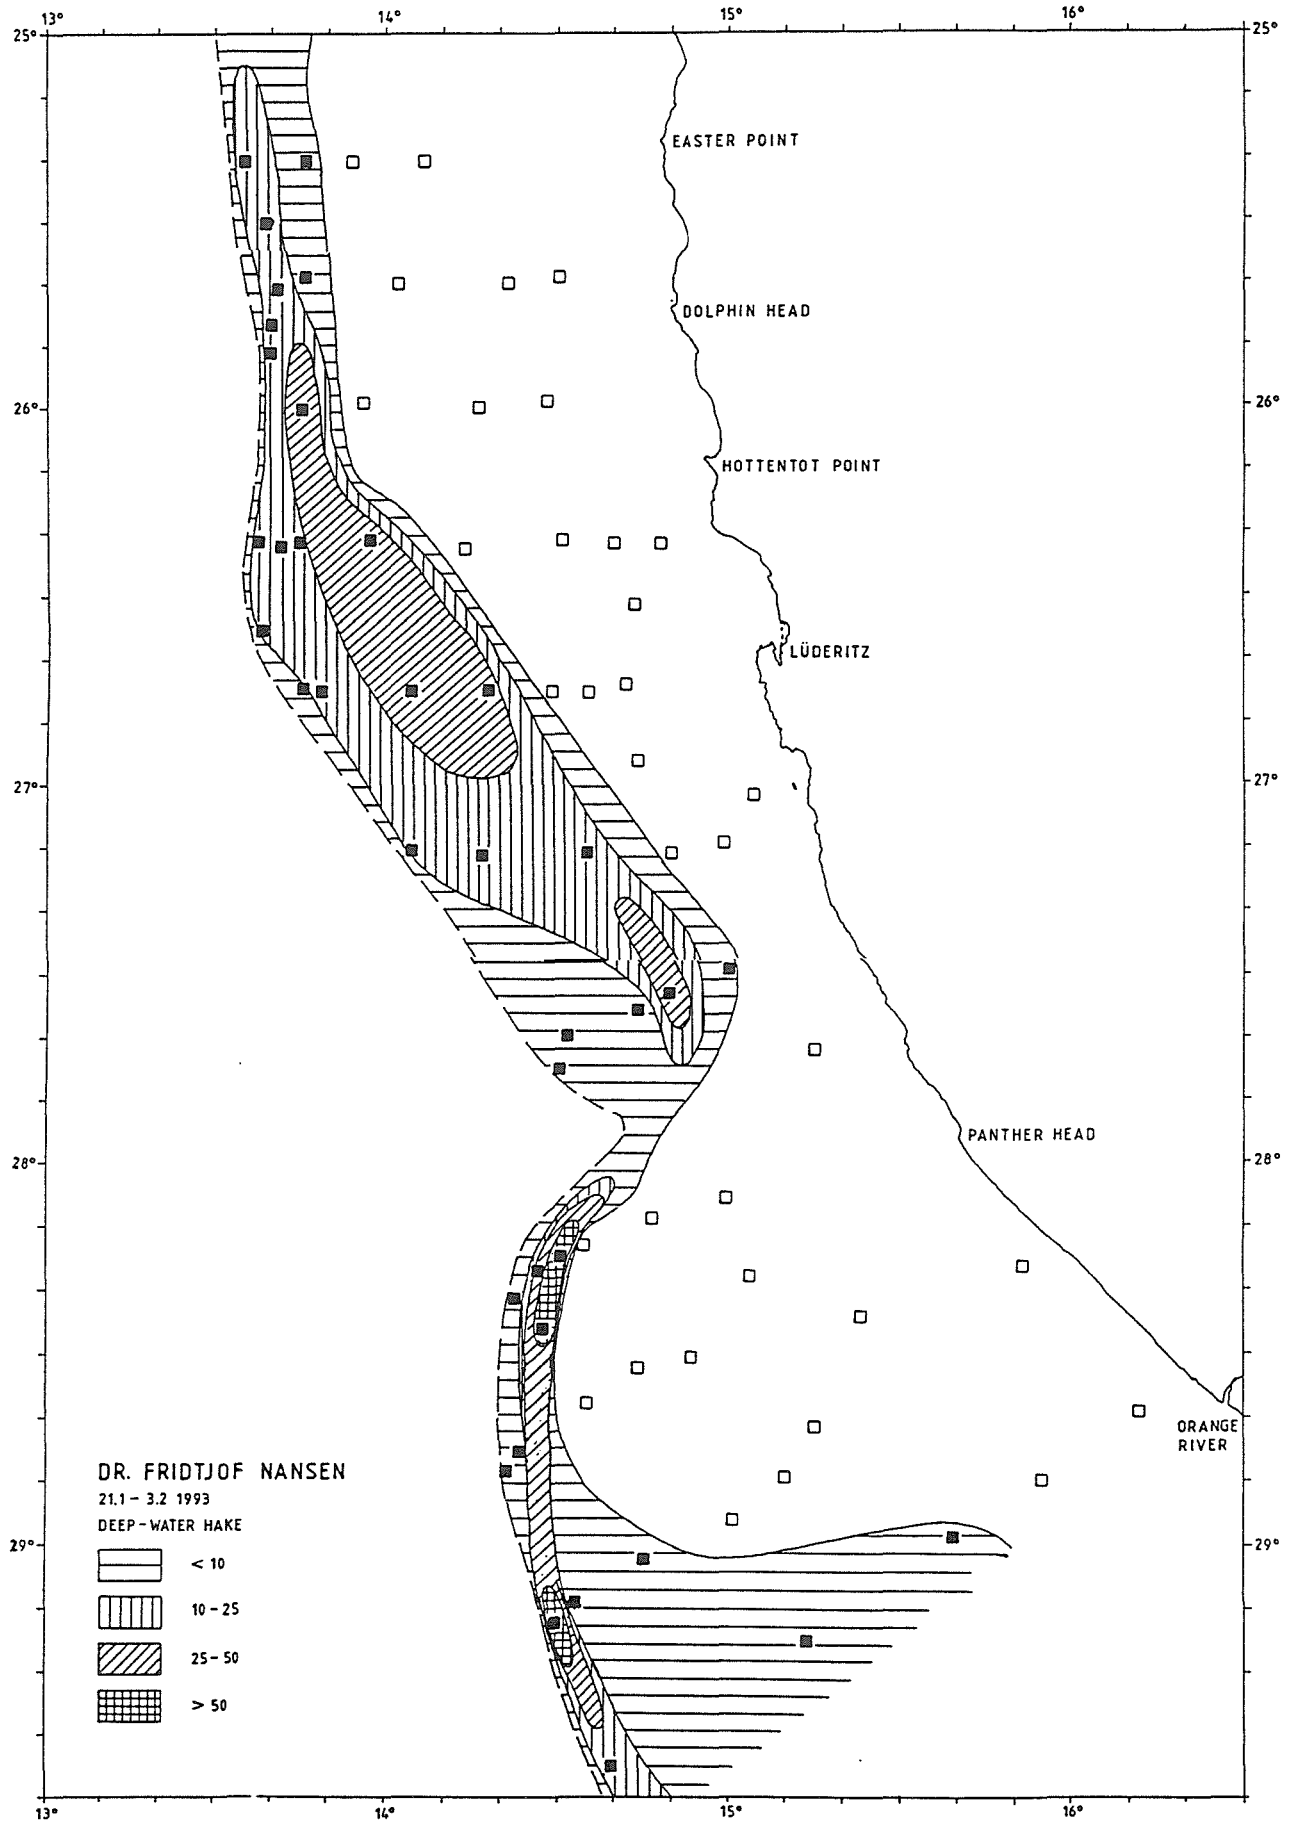 13° 14° 15° 16°
25° 25°
EASTER POINT
DOLPHIN HEAD
26° 26°
HOTTENTOT POINT
LÜDERITZ
27° 27°
PANTHER HEAD
28° 28°
ORANGE
RIVER
DR. FRIDTJOF NANSEN
21.1 - 3.2 1993
DEEP-WATER HAKE
29° 29°
< 10
10-25
25-50
> 50
13° 14° 15° 16°